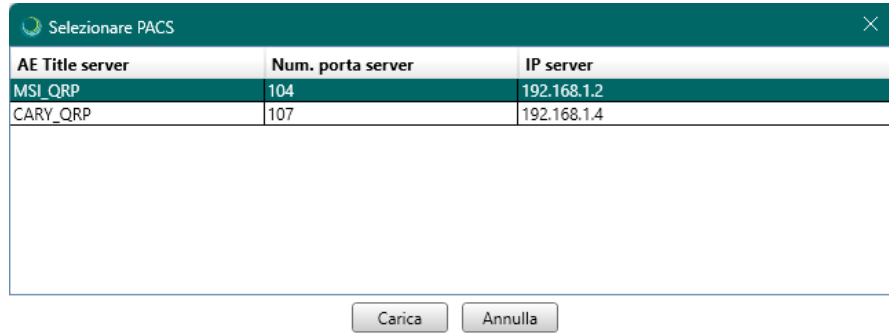 Selezionare PACS
AE Title server Num. porta server IP server
MSI_QRP 104 192.168.1.2
CARY_QRP 107 192.168.1.4
Carica Annulla